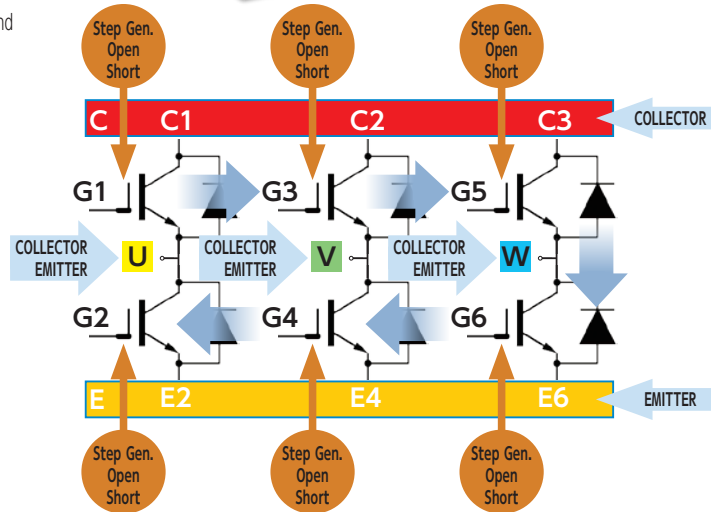 nd
Step Gen.
Open
Short
Step Gen.
Open
Short
Step Gen.
Open
Short
C C1 C2 C3
COLLECTOR
G1 G3 G5
COLLECTOR
EMITTER
U
COLLECTOR
EMITTER
V
COLLECTOR
EMITTER
W
G2 G4 G6
E E2 E4 E6
EMITTER
Step Gen.
Open
Short
Step Gen.
Open
Short
Step Gen.
Open
Short